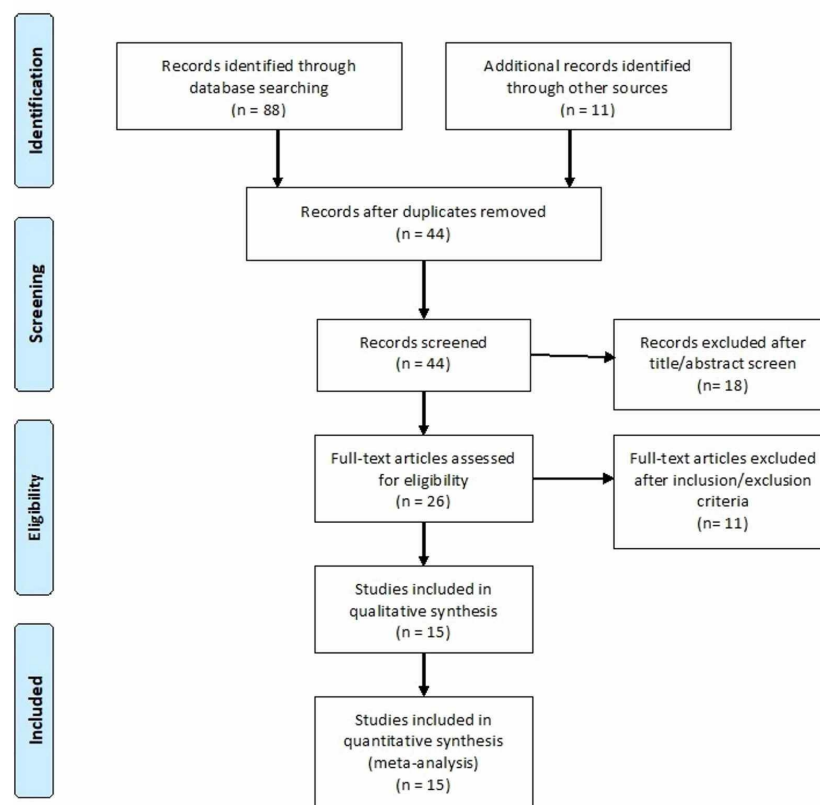 Identification
Records identified through
database searching
(n = 88)
Additional records identified
through other sources
(n = 11)
Records after duplicates removed
(n = 44)
Screening
Records screened
(n = 44)
Records excluded after
title/abstract screen
(n= 18)
Eligibility
Full-text articles assessed
for eligibility
(n = 26)
Full-text articles excluded
after inclusion/exclusion
criteria
(n= 11)
Studies included in
qualitative synthesis
(n = 15)
Included
Studies included in
quantitative synthesis
(meta-analysis)
(n = 15)